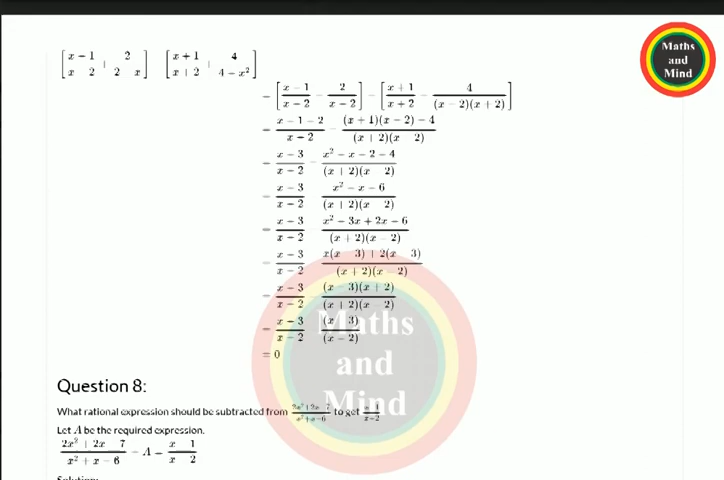 Maths
and
Mind
[x − 1 / x − 2 + 2 / 2 − x] − [x + 1 / x + 2 + 4 / 4 − x²]
= [x − 1 / x − 2 − 2 / x − 2] − [x + 1 / x + 2 − 4 / (x − 2)(x + 2)]
= x − 1 − 2 / x − 2 − (x + 1)(x − 2) − 4 / (x + 2)(x − 2)
= x − 3 / x − 2 − x² − x − 2 − 4 / (x + 2)(x − 2)
= x − 3 / x − 2 − x² − x − 6 / (x + 2)(x − 2)
= x − 3 / x − 2 − x² − 3x + 2x − 6 / (x + 2)(x − 2)
= x − 3 / x − 2 − x(x − 3) + 2(x − 3) / (x + 2)(x − 2)
= x − 3 / x − 2 − (x − 3)(x + 2) / (x + 2)(x − 2)
= x − 3 / x − 2 − (x − 3) / (x − 2)
= 0
Maths
and
Mind
Question 8:
What rational expression should be subtracted from 2x² + 2x − 7 / x² + x − 6 to get x − 1 / x − 2
Let A be the required expression.
2x² + 2x − 7 / x² + x − 6 − A = x − 1 / x − 2
Solution: